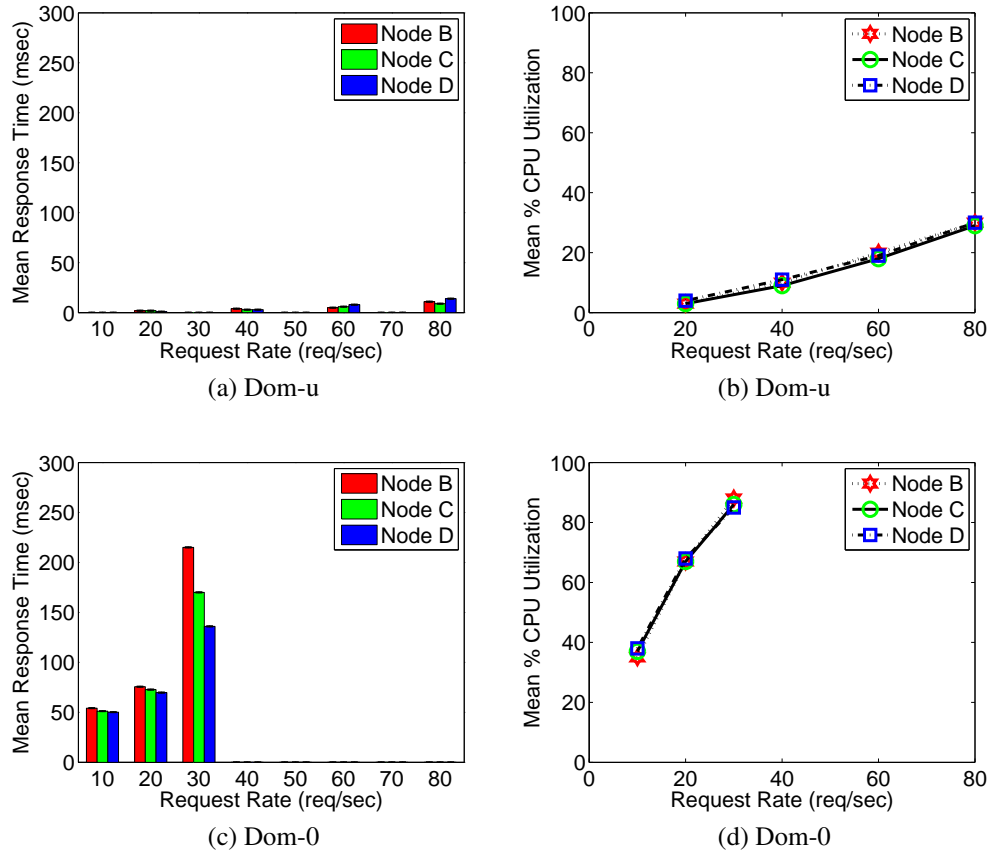 Mean Response Time (msec)
300
250
200
150
100
50
0
10 20 30 40 50 60 70 80
Request Rate (req/sec)
Node B
Node C
Node D
(a) Dom-u
Mean % CPU Utilization
100
80
60
40
20
0
0 20 40 60 80
Request Rate (req/sec)
Node B
Node C
Node D
(b) Dom-u
Mean Response Time (msec)
300
250
200
150
100
50
0
10 20 30 40 50 60 70 80
Request Rate (req/sec)
Node B
Node C
Node D
(c) Dom-0
Mean % CPU Utilization
100
80
60
40
20
0
0 20 40 60 80
Request Rate (req/sec)
Node B
Node C
Node D
(d) Dom-0